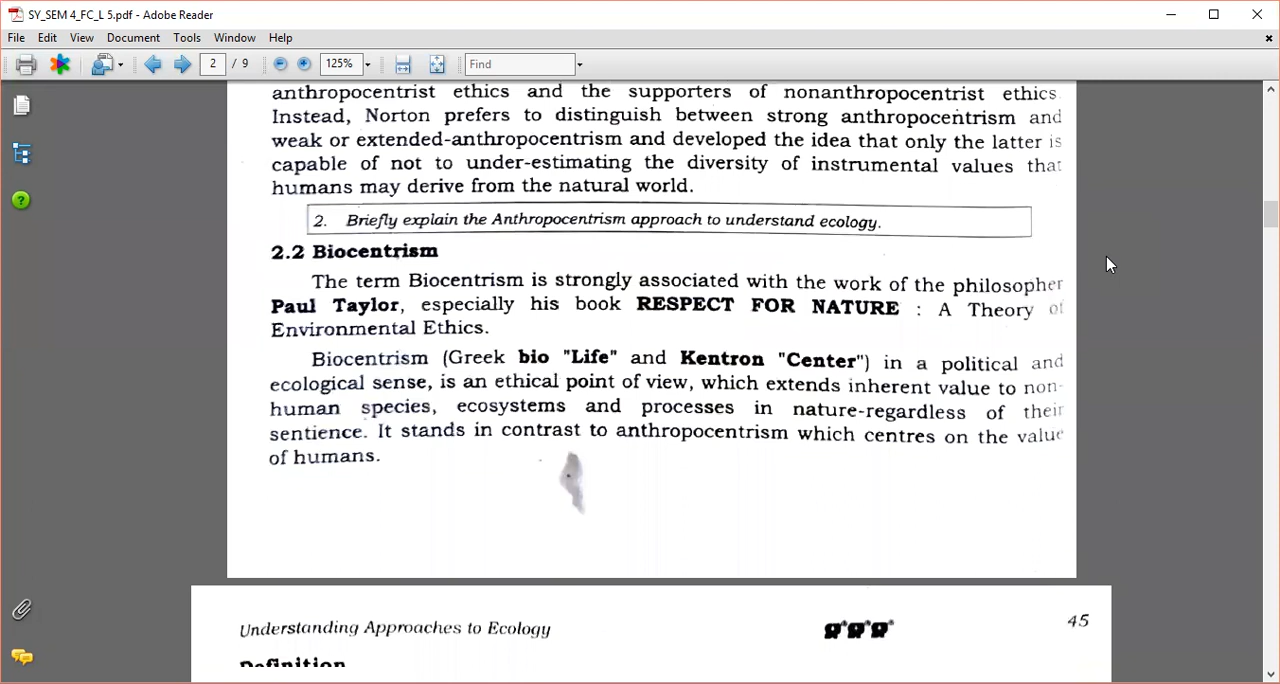 SY_SEM 4_FC_L 5.pdf - Adobe Reader
File Edit View Document Tools Window Help
2 / 9 125% Find
anthropocentrist ethics and the supporters of nonanthropocentrist ethics
Instead, Norton prefers to distinguish between strong anthropocentrism and
weak or extended-anthropocentrism and developed the idea that only the latter is
capable of not to under-estimating the diversity of instrumental values that
humans may derive from the natural world.
2. Briefly explain the Anthropocentrism approach to understand ecology.
2.2 Biocentrism
The term Biocentrism is strongly associated with the work of the philosopher
Paul Taylor, especially his book RESPECT FOR NATURE : A Theory of
Environmental Ethics.
Biocentrism (Greek bio "Life" and Kentron "Center") in a political and
ecological sense, is an ethical point of view, which extends inherent value to non-
human species, ecosystems and processes in nature-regardless of their
sentience. It stands in contrast to anthropocentrism which centres on the value
of humans.
Understanding Approaches to Ecology 45
Definition